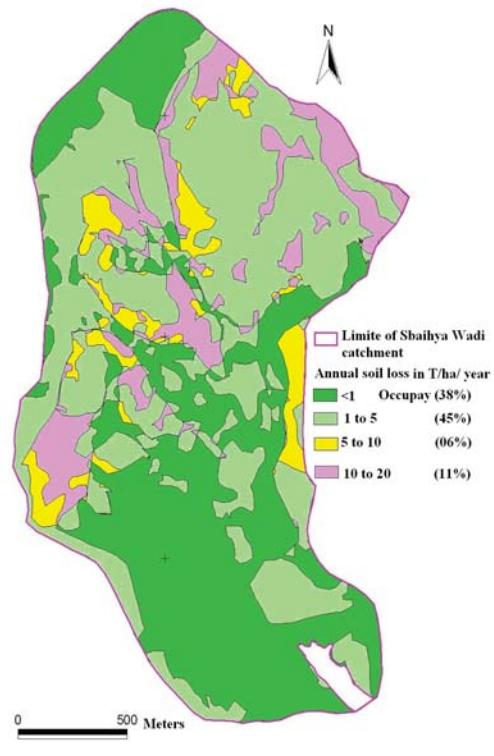 N
Limite of Sbaihya Wadi
catchment
Annual soil loss in T/ha/ year
<1 Occupay (38%)
1 to 5 (45%)
5 to 10 (06%)
10 to 20 (11%)
0 500 Meters